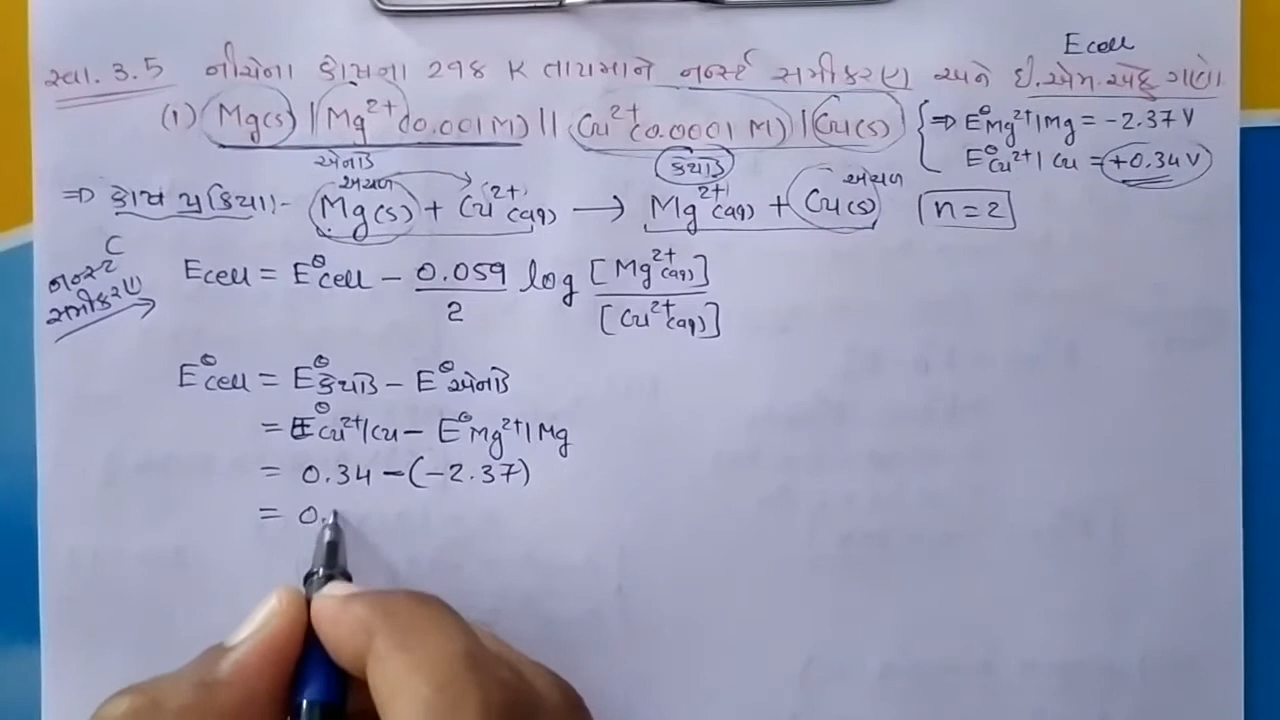 Ecell
સ્વા. 3.5 નીચેના કોષના 298 K તાપમાને નર્ન્સ્ટ સમીકરણ અને ઈ.એમ.એફ ગણો.
(1) Mg(s) | Mg²⁺(0.001M) || Cu²⁺(0.0001 M) | Cu(s)
⇒ E⊖Mg²⁺|Mg = -2.37 V
E⊖Cu²⁺| Cu = +0.34 V
એનોડ કેથોડ
⇒ કોષ પ્રક્રિયા:- Mg(s) + Cu²⁺(aq) → Mg²⁺(aq) + Cu(s) n = 2
અચળ અચળ
નર્ન્સ્ટ સમીકરણ
Ecell = E⊖cell - 0.059/2 log [Mg²⁺(aq)]/[Cu²⁺(aq)]
E⊖cell = E⊖કેથોડ - E⊖એનોડ
= E⊖Cu²⁺|Cu - E⊖Mg²⁺|Mg
= 0.34 - (-2.37)
= 0.